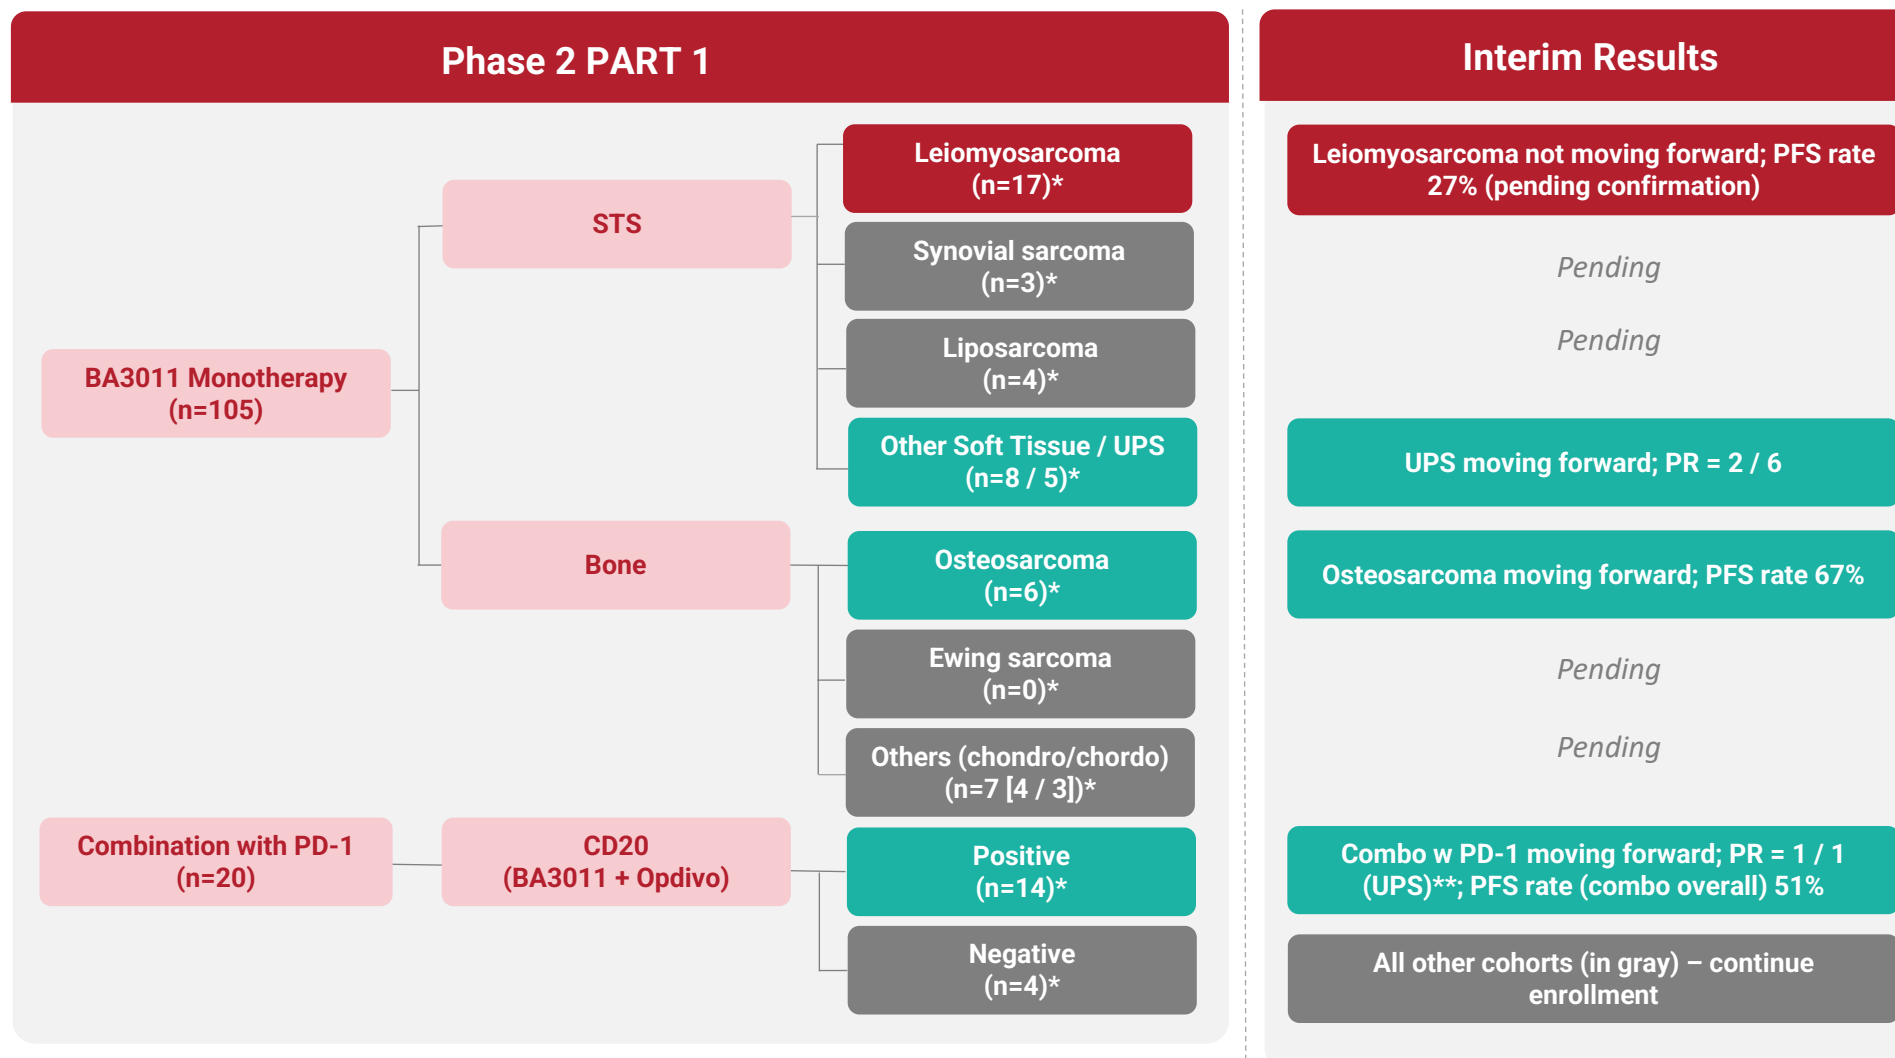 Phase 2 PART 1
BA3011 Monotherapy
(n=105)
STS
Leiomyosarcoma
(n=17)*
Synovial sarcoma
(n=3)*
Liposarcoma
(n=4)*
Other Soft Tissue / UPS
(n=8 / 5)*
Bone
Osteosarcoma
(n=6)*
Ewing sarcoma
(n=0)*
Others (chondro/chordo)
(n=7 [4 / 3])*
Combination with PD-1
(n=20)
CD20
(BA3011 + Opdivo)
Positive
(n=14)*
Negative
(n=4)*
Interim Results
Leiomyosarcoma not moving forward; PFS rate
27% (pending confirmation)
Pending
Pending
UPS moving forward; PR = 2 / 6
Osteosarcoma moving forward; PFS rate 67%
Pending
Pending
Combo w PD-1 moving forward; PR = 1 / 1
(UPS)**; PFS rate (combo overall) 51%
All other cohorts (in gray) – continue
enrollment